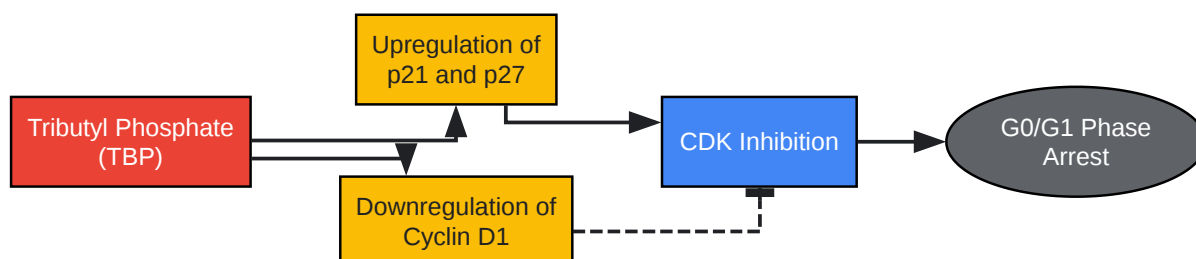 Upregulation of
p21 and p27
Tributyl Phosphate
(TBP)
CDK Inhibition
G0/G1 Phase
Arrest
Downregulation of
Cyclin D1